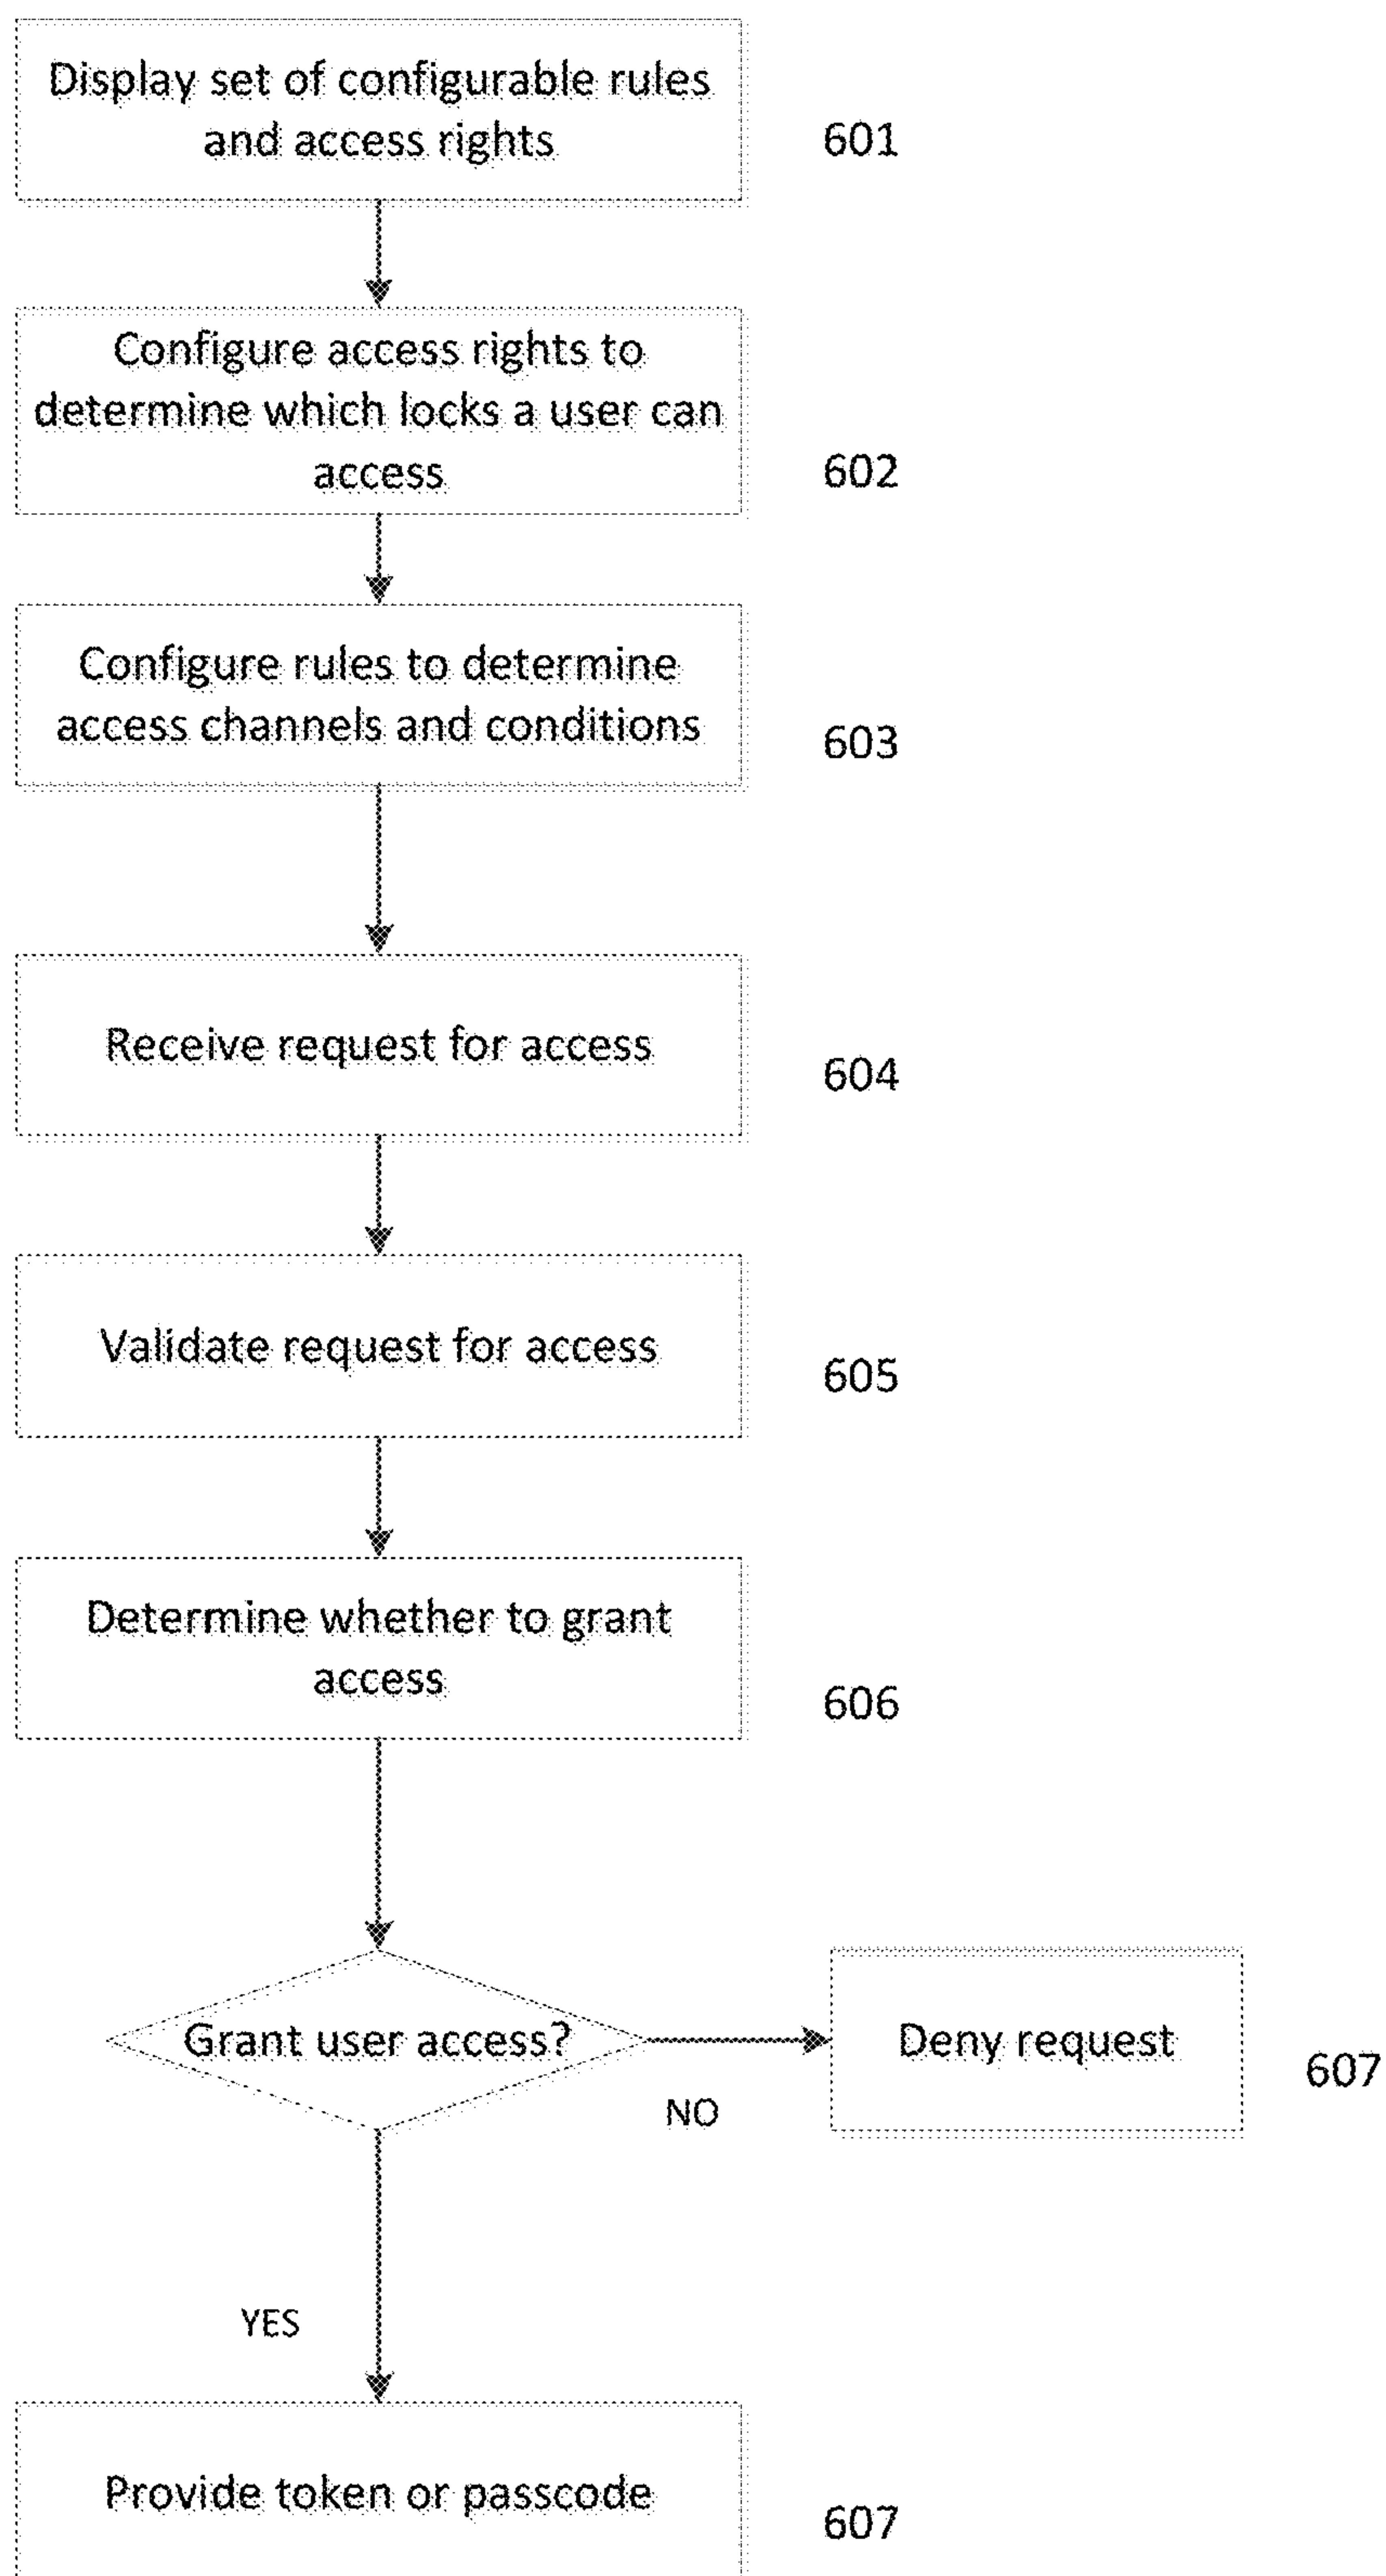 Display set of configurable rules
and access rights
601
Configure access rights to
determine which locks a user can
access
602
Configure rules to determine
access channels and conditions
603
Receive request for access
604
Validate request for access
605
Determine whether to grant
access
606
Grant user access?
NO
Deny request
607
YES
Provide token or passcode
607